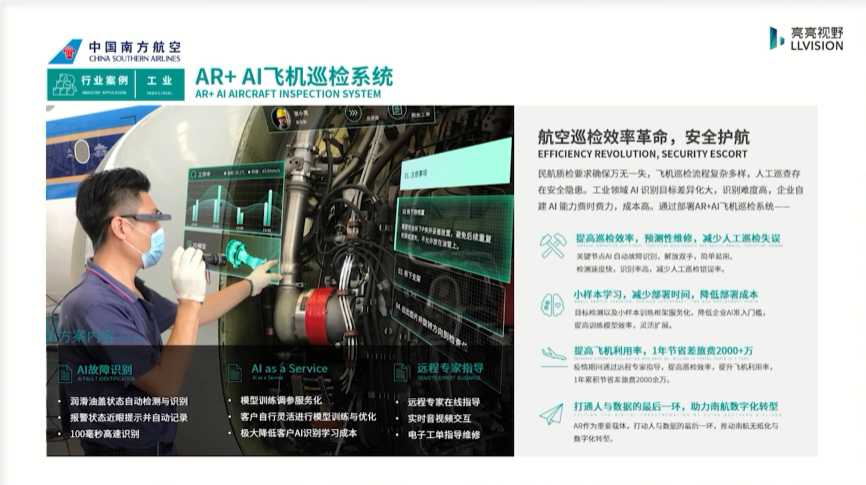 中国南方航空
CHINA SOUTHERN AIRLINES
亮亮视野
LLVISION
行业案例
INDUSTRY APPLICATION
工业
INDUSTRIAL
AR+ AI飞机巡检系统
AR+ AI AIRCRAFT INSPECTION SYSTEM
工作中
01. 注意事项
03. 拆下支架
方案内容
AI故障识别
AI FAULT IDENTIFICATION
润滑油盖状态自动检测与识别
报警状态近眼提示并自动记录
100毫秒高速识别
AI as a Service
AI as a Service
模型训练调参服务化
客户自行灵活进行模型训练与优化
极大降低客户AI识别学习成本
远程专家指导
REMOTE EXPERT GUIDANCE
远程专家在线指导
实时音视频交互
电子工单指导维修
航空巡检效率革命，安全护航
EFFICIENCY REVOLUTION, SECURITY ESCORT
民航质检要求确保万无一失，飞机巡检流程复杂多样，人工巡查存
在安全隐患。工业领域 AI 识别目标差异化大，识别难度高，企业自
建 AI 能力费时费力，成本高。通过部署AR+AI飞机巡检系统——
提高巡检效率，预测性维修，减少人工巡检失误
关键节点AI 自动故障识别，解放双手，简单易用。
检测速度快，识别率高，减少人工巡检错误率。
小样本学习，减少部署时间，降低部署成本
目标检测以及小样本训练框架服务化，降低企业AI准入门槛，
提高训练模型效率，灵活扩展。
提高飞机利用率，1年节省差旅费2000+万
疫情期间通过远程专家指导，提高巡检效率，提升飞机利用率，
1年累积节省差旅费2000余万。
打通人与数据的最后一环，助力南航数字化转型
AR作为重要载体，打动人与数据的最后一环，推动南航无纸化与
数字化转型。